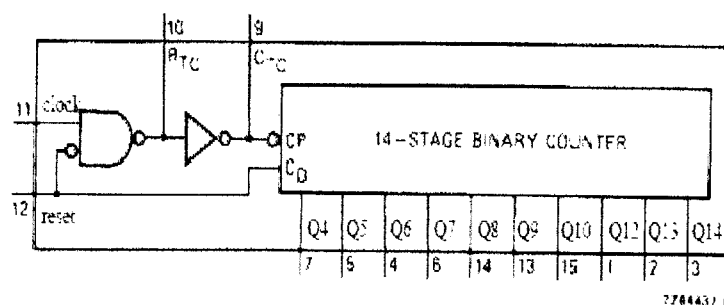 10 9
RTC CTC
11 clock
CP 14-STAGE BINARY COUNTER
CD
12 reset
Q4 Q5 Q6 Q7 Q8 Q9 Q10 Q12 Q13 Q14
7 5 4 6 14 13 15 1 2 3